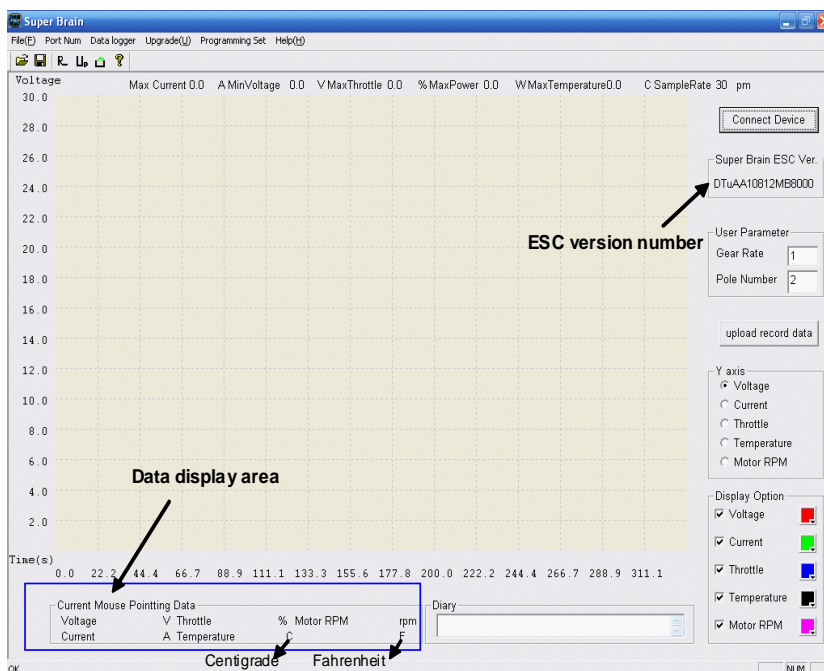 Super Brain
File(F) Port Num Data logger Upgrade(U) Programming Set Help(H)
Voltage
Max Current 0.0 A MinVoltage 0.0 V MaxThrottle 0.0 % MaxPower 0.0 W MaxTemperature0.0 C SampleRate 30 pm
30.0
28.0
26.0
24.0
22.0
20.0
18.0
16.0
14.0
12.0
10.0
8.0
6.0
4.0
2.0
Time(s)
0.0 22.2 44.4 66.7 88.9 111.1 133.3 155.6 177.8 200.0 222.2 244.4 266.7 288.9 311.1
Connect Device
Super Brain ESC Ver.
DTuAA10812MB8000
ESC version number
User Parameter
Gear Rate 1
Pole Number 2
upload record data
Y axis
Voltage
Current
Throttle
Temperature
Motor RPM
Display Option
Voltage
Current
Throttle
Temperature
Motor RPM
Data display area
Current Mouse Pointting Data
Voltage V Throttle % Motor RPM rpm
Current A Temperature C F
Diary
Centigrade Fahrenheit
OK NUM